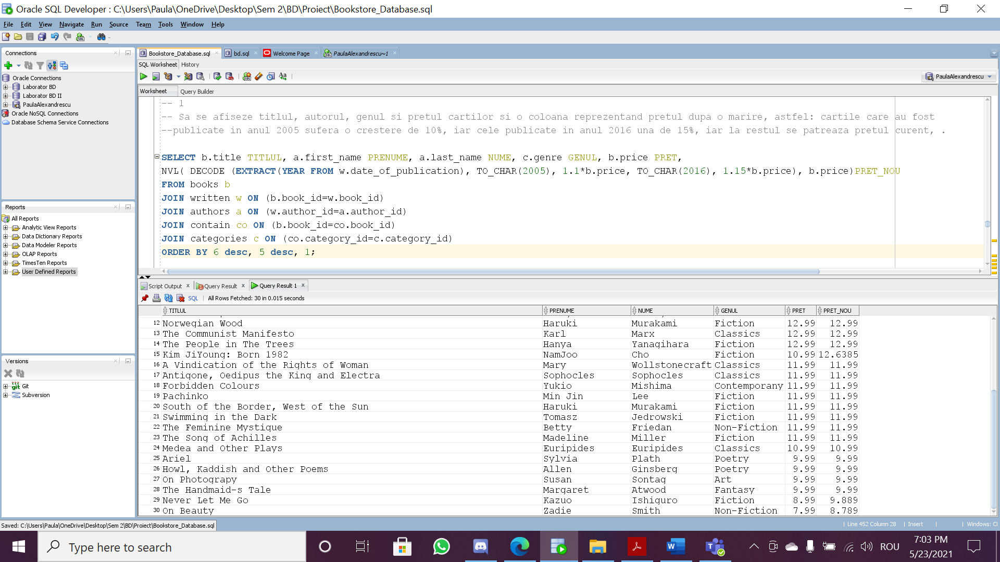 Oracle SQL Developer : C:\Users\Paula\OneDrive\Desktop\Sem 2\BD\Proiect\Bookstore_Database.sql
File Edit View Navigate Run Source Team Tools Window Help
Connections
Oracle Connections
Laborator BD
Laborator BD II
PaulaAlexandrescu
Oracle NoSQL Connections
Database Schema Service Connections
Reports
All Reports
Analytic View Reports
Data Dictionary Reports
Data Modeler Reports
OLAP Reports
TimesTen Reports
User Defined Reports
Versions
Git
Subversion
Bookstore_Database.sql bd.sql Welcome Page PaulaAlexandrescu~1
SQL Worksheet History
PaulaAlexandrescu
Worksheet Query Builder
-- 1
-- Sa se afiseze titlul, autorul, genul si pretul cartilor si o coloana reprezentand pretul dupa o marire, astfel: cartile care au fost
--publicate in anul 2005 sufera o crestere de 10%, iar cele publicate in anul 2016 una de 15%, iar la restul se patreaza pretul curent, .
SELECT b.title TITLUL, a.first_name PRENUME, a.last_name NUME, c.genre GENUL, b.price PRET,
NVL( DECODE (EXTRACT(YEAR FROM w.date_of_publication), TO_CHAR(2005), 1.1*b.price, TO_CHAR(2016), 1.15*b.price), b.price)PRET_NOU
FROM books b
JOIN written w ON (b.book_id=w.book_id)
JOIN authors a ON (w.author_id=a.author_id)
JOIN contain co ON (b.book_id=co.book_id)
JOIN categories c ON (co.category_id=c.category_id)
ORDER BY 6 desc, 5 desc, 1;
Script Output Query Result Query Result 1
SQL All Rows Fetched: 30 in 0.015 seconds
TITLUL PRENUME NUME GENUL PRET PRET_NOU
12 Norwegian Wood Haruki Murakami Fiction 12.99 12.99
13 The Communist Manifesto Karl Marx Classics 12.99 12.99
14 The People in The Trees Hanya Yanagihara Fiction 12.99 12.99
15 Kim JiYoung: Born 1982 NamJoo Cho Fiction 10.99 12.6385
16 A Vindication of the Rights of Woman Mary Wollstonecraft Classics 11.99 11.99
17 Antigone, Oedipus the King and Electra Sophocles Sophocles Classics 11.99 11.99
18 Forbidden Colours Yukio Mishima Contemporany 11.99 11.99
19 Pachinko Min Jin Lee Fiction 11.99 11.99
20 South of the Border, West of the Sun Haruki Murakami Fiction 11.99 11.99
21 Swimming in the Dark Tomasz Jedrowski Fiction 11.99 11.99
22 The Feminine Mystique Betty Friedan Non-Fiction 11.99 11.99
23 The Song of Achilles Madeline Miller Fiction 11.99 11.99
24 Medea and Other Plays Euripides Euripides Classics 10.99 10.99
25 Ariel Sylvia Plath Poetry 9.99 9.99
26 Howl, Kaddish and Other Poems Allen Ginsberg Poetry 9.99 9.99
27 On Photograpy Susan Sontag Art 9.99 9.99
28 The Handmaid-s Tale Margaret Atwood Fantasy 9.99 9.99
29 Never Let Me Go Kazuo Ishiguro Fiction 8.99 9.889
30 On Beauty Zadie Smith Non-Fiction 7.99 8.789
Saved: C:\Users\Paula\OneDrive\Desktop\Sem 2\BD\Proiect\Bookstore_Database.sql
Line 452 Column 28 Insert Windows: Cl
Type here to search
ROU
7:03 PM
5/23/2021